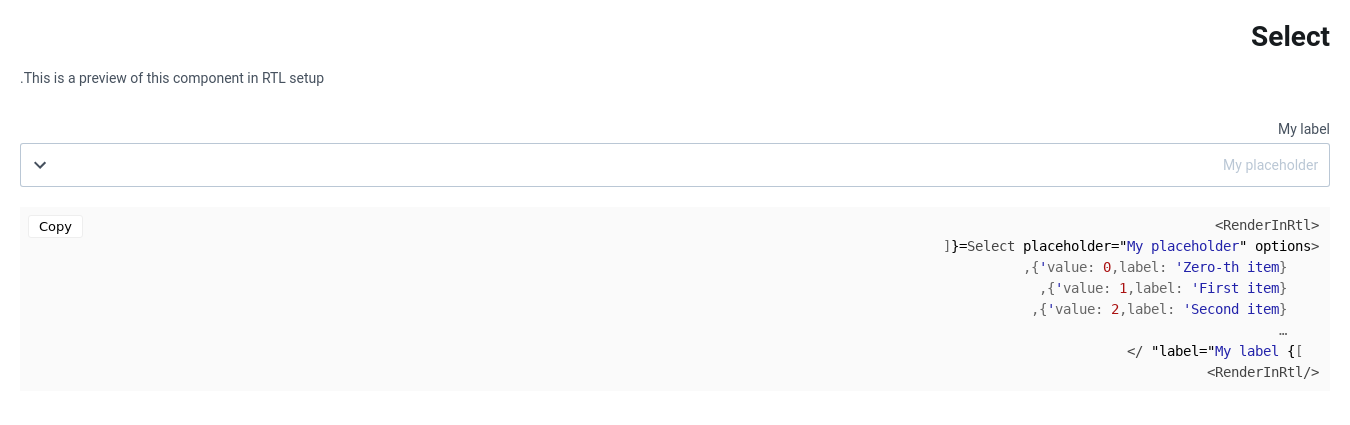 Select
.This is a preview of this component in RTL setup
My label
My placeholder
Copy
<RenderInRtl>
]}=Select placeholder="My placeholder" options>
,{'value: 0,label: 'Zero-th item}
,{'value: 1,label: 'First item}
,{'value: 2,label: 'Second item}
…
</ "label="My label {[
<RenderInRtl/>